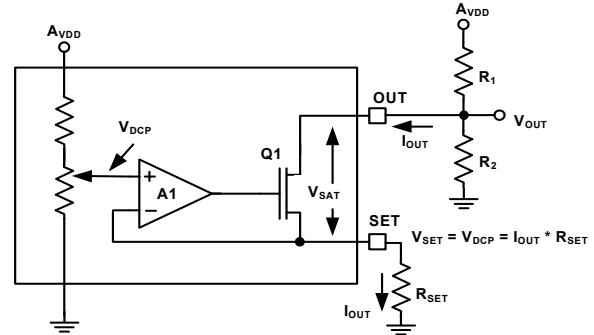 AVDD
AVDD
R1
OUT
VDCP
VOUT
IOUT
Q1
+
A1
R2
VSAT
−
SET
VSET = VDCP = IOUT * RSET
IOUT
RSET